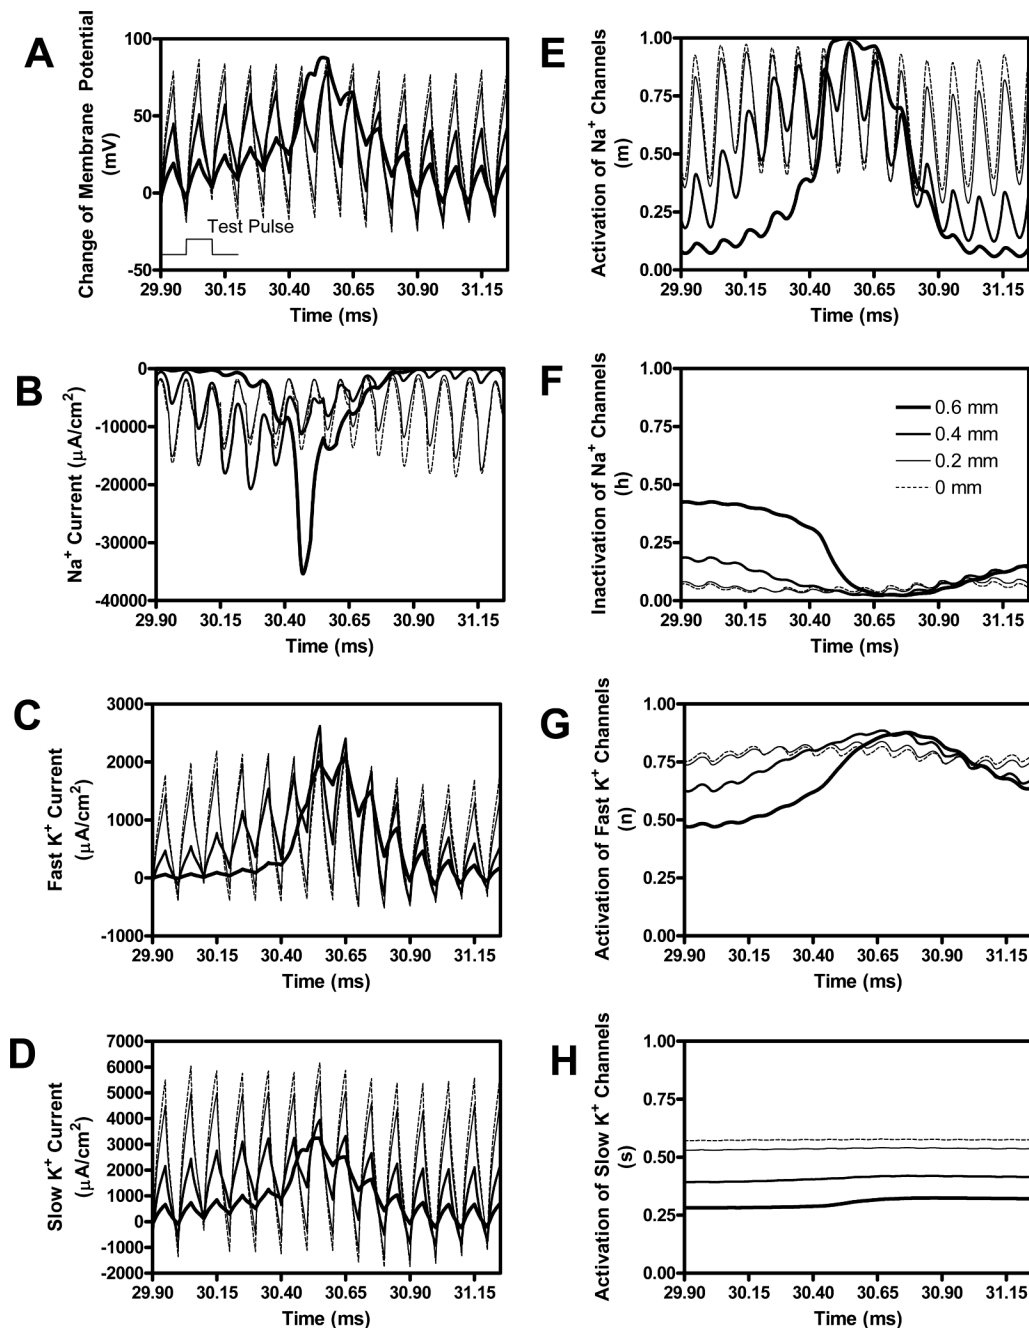 A
Change of Membrane Potential
(mV)
100
50
0
-50
Test Pulse
29.90 30.15 30.40 30.65 30.90 31.15
Time (ms)
B
Na+ Current (μA/cm2)
0
-10000
-20000
-30000
-40000
29.90 30.15 30.40 30.65 30.90 31.15
Time (ms)
C
Fast K+ Current
(μA/cm2)
3000
2000
1000
0
-1000
29.90 30.15 30.40 30.65 30.90 31.15
Time (ms)
D
Slow K+ Current
(μA/cm2)
7000
6000
5000
4000
3000
2000
1000
0
-1000
-2000
29.90 30.15 30.40 30.65 30.90 31.15
Time (ms)
E
Activation of Na+ Channels
(m)
1.00
0.75
0.50
0.25
0.00
29.90 30.15 30.40 30.65 30.90 31.15
Time (ms)
F
Inactivation of Na+ Channels
(h)
1.00
0.50
0.25
0.00
0.6 mm
0.4 mm
0.2 mm
0 mm
29.90 30.15 30.40 30.65 30.90 31.15
Time (ms)
G
Activation of Fast K+ Channels
(n)
1.00
0.75
0.50
0.25
0.00
29.90 30.15 30.40 30.65 30.90 31.15
Time (ms)
H
Activation of Slow K+ Channels
(s)
1.00
0.75
0.50
0.25
0.00
29.90 30.15 30.40 30.65 30.90 31.15
Time (ms)